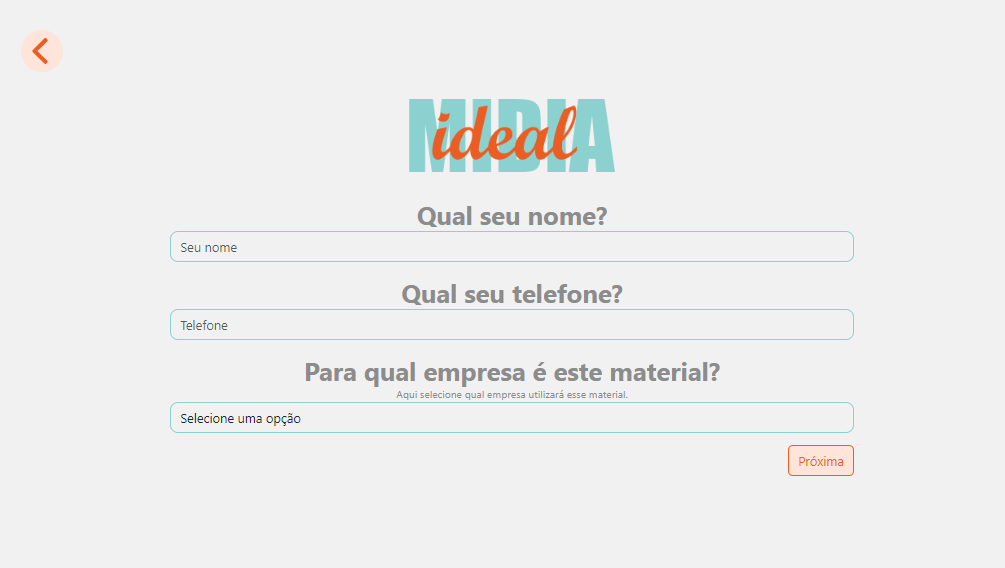 MIDIA
ideal
Qual seu nome?
Seu nome
Qual seu telefone?
Telefone
Para qual empresa é este material?
Aqui selecione qual empresa utilizará esse material.
Selecione uma opção
Próxima